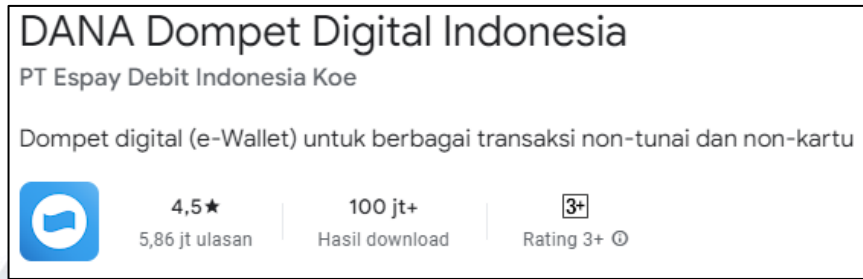 DANA Dompet Digital Indonesia
PT Espay Debit Indonesia Koe
Dompet digital (e-Wallet) untuk berbagai transaksi non-tunai dan non-kartu
4,5★ 100 jt+ 3+
5,86 jt ulasan Hasil download Rating 3+ ⓘ